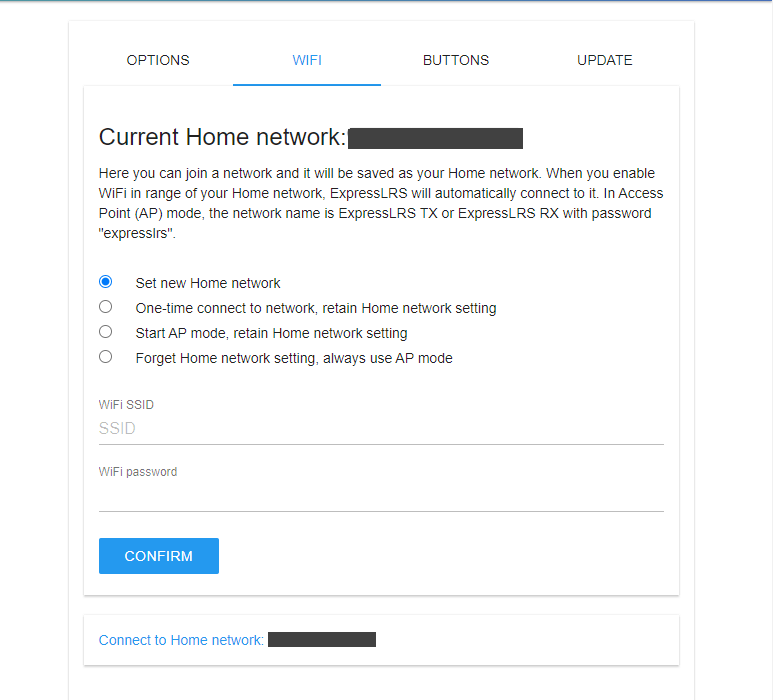 OPTIONS WIFI BUTTONS UPDATE
Current Home network:
Here you can join a network and it will be saved as your Home network. When you enable
WiFi in range of your Home network, ExpressLRS will automatically connect to it. In Access
Point (AP) mode, the network name is ExpressLRS TX or ExpressLRS RX with password
"expresslrs".
Set new Home network
One-time connect to network, retain Home network setting
Start AP mode, retain Home network setting
Forget Home network setting, always use AP mode
WiFi SSID
SSID
WiFi password
CONFIRM
Connect to Home network: